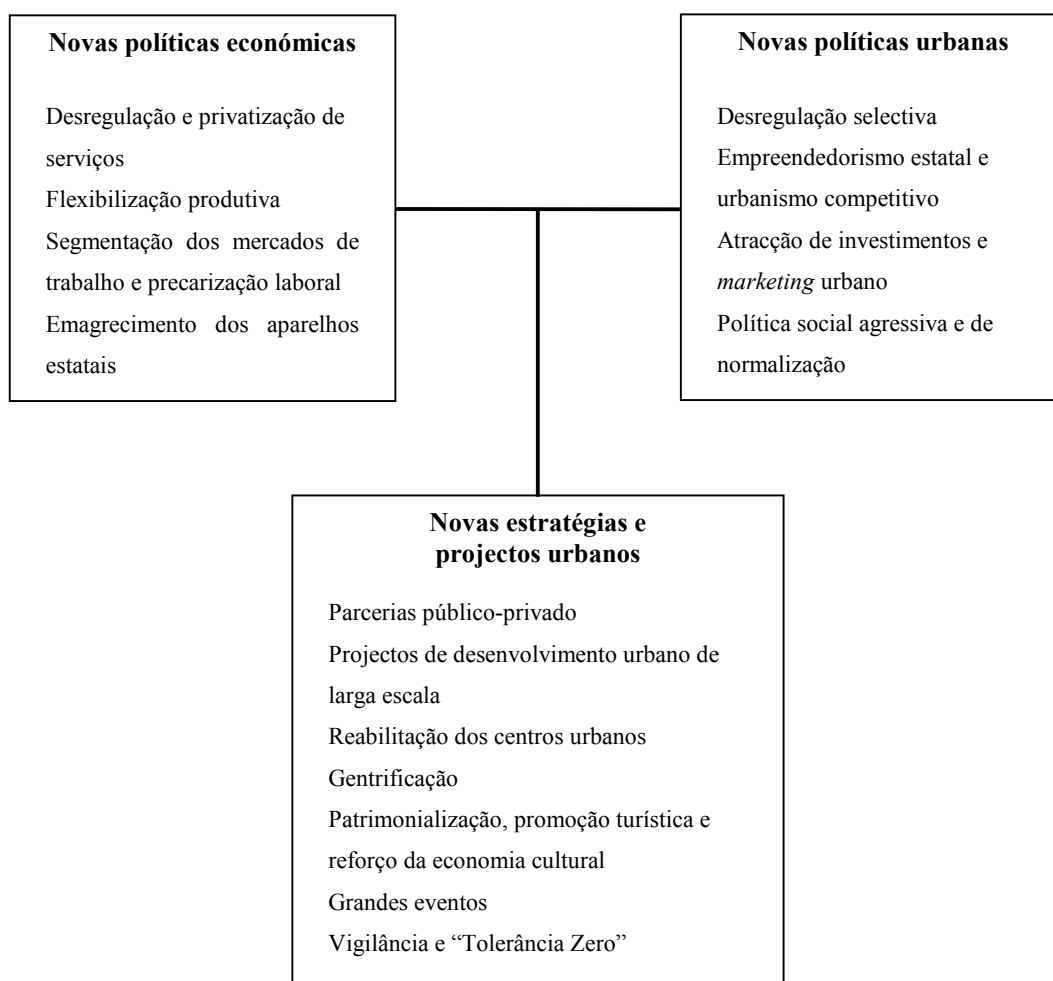 Novas políticas económicas
Desregulação e privatização de
serviços
Flexibilização produtiva
Segmentação dos mercados de
trabalho e precarização laboral
Emagrecimento dos aparelhos
estatais
Novas políticas urbanas
Desregulação selectiva
Empreendedorismo estatal e
urbanismo competitivo
Atracção de investimentos e
marketing urbano
Política social agressiva e de
normalização
Novas estratégias e
projectos urbanos
Parcerias público-privado
Projectos de desenvolvimento urbano de
larga escala
Reabilitação dos centros urbanos
Gentrificação
Patrimonialização, promoção turística e
reforço da economia cultural
Grandes eventos
Vigilância e “Tolerância Zero”